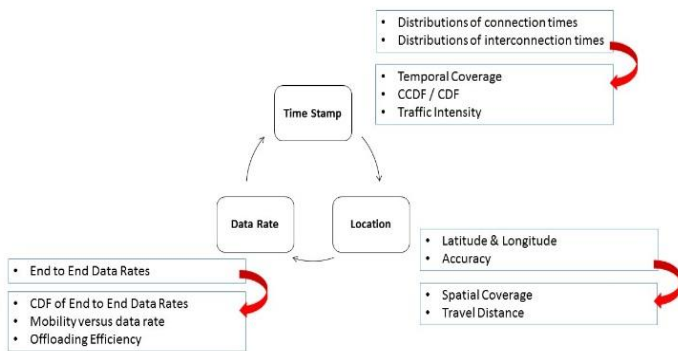 • Distributions of connection times
• Distributions of interconnection times
• Temporal Coverage
• CCDF / CDF
• Traffic Intensity
Time Stamp
Data Rate
Location
• Latitude & Longitude
• Accuracy
• Spatial Coverage
• Travel Distance
• End to End Data Rates
• CDF of End to End Data Rates
• Mobility versus data rate
• Offloading Efficiency